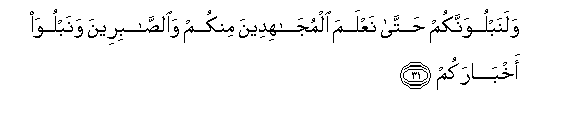 وَلَنَبْلُوَنَّكُمْ حَتَّىٰ نَعْلَمَ ٱلْمُجَـٰهِدِينَ مِنكُمْ وَٱلصَّـٰبِرِينَ وَنَبْلُوَا۟
أَخْبَارَكُمْ ٣١